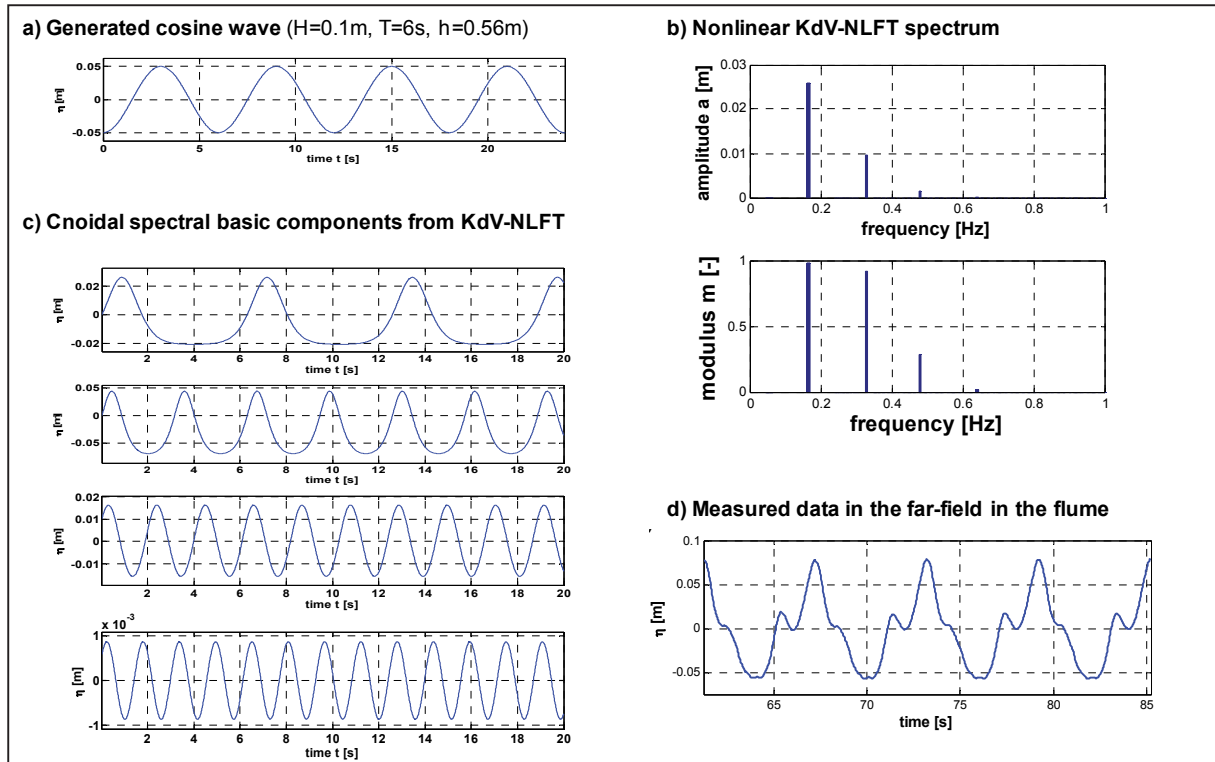 a) Generated cosine wave (H=0.1m, T=6s, h=0.56m)
0.05
0
-0.05
η [m]
0 5 10 15 20
time t [s]
b) Nonlinear KdV-NLFT spectrum
0.03
0.02
0.01
0
amplitude a [m]
0 0.2 0.4 0.6 0.8 1
frequency [Hz]
1
0.5
0
modulus m [-]
0 0.2 0.4 0.6 0.8 1
frequency [Hz]
c) Cnoidal spectral basic components from KdV-NLFT
0.02
0
-0.02
η [m]
2 4 6 8 10 12 14 16 18 20
time t [s]
0.05
0
-0.05
η [m]
2 4 6 8 10 12 14 16 18 20
time t [s]
0.02
0.01
0
-0.01
η [m]
2 4 6 8 10 12 14 16 18 20
time t [s]
x 10⁻³
1
0
-1
η [m]
2 4 6 8 10 12 14 16 18 20
time t [s]
d) Measured data in the far-field in the flume
0.1
0.05
0
-0.05
η [m]
65 70 75 80 85
time [s]